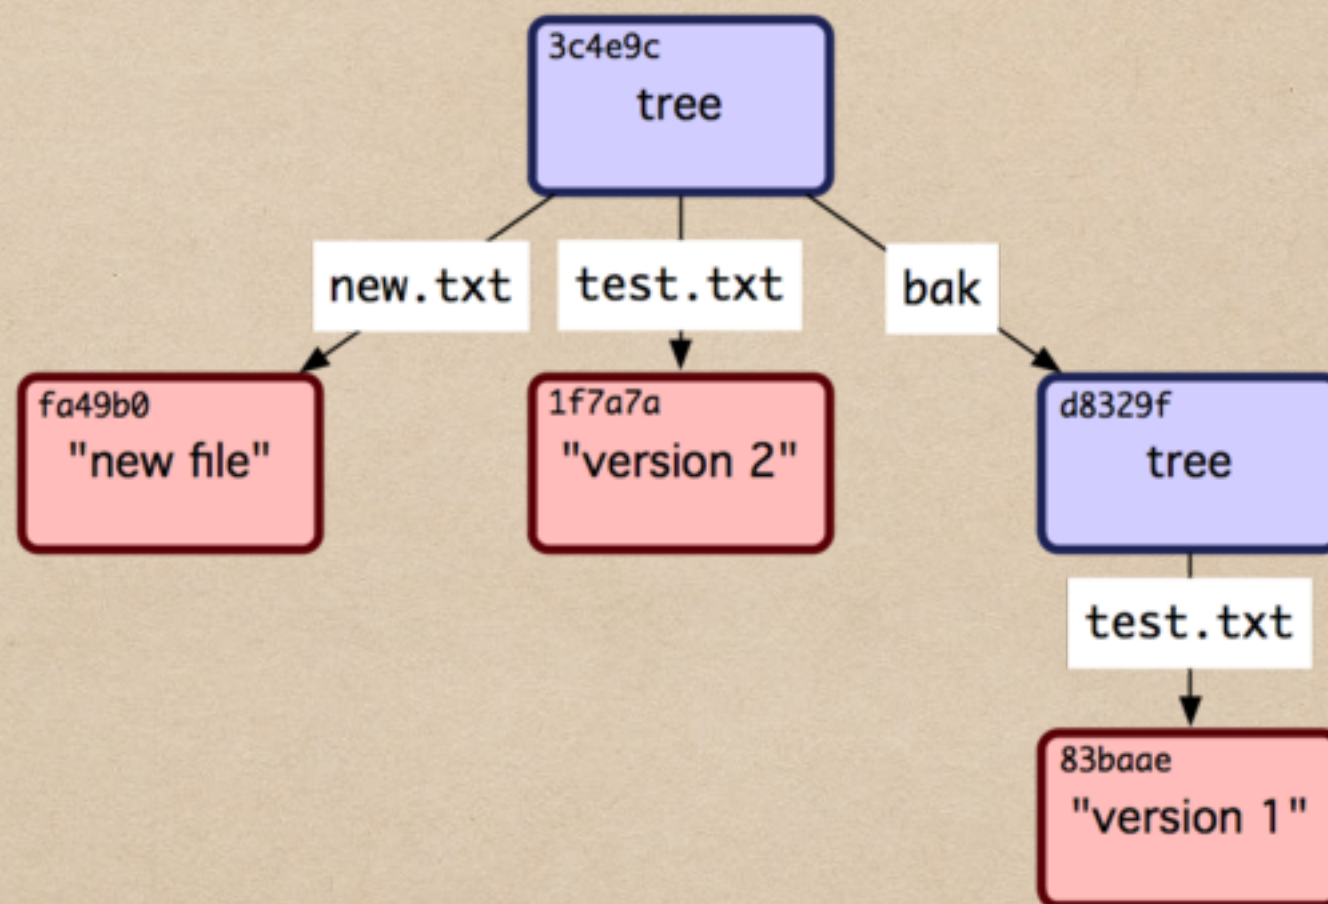 3c4e9c
tree
new.txt
test.txt
bak
fa49b0
"new file"
1f7a7a
"version 2"
d8329f
tree
test.txt
83baae
"version 1"